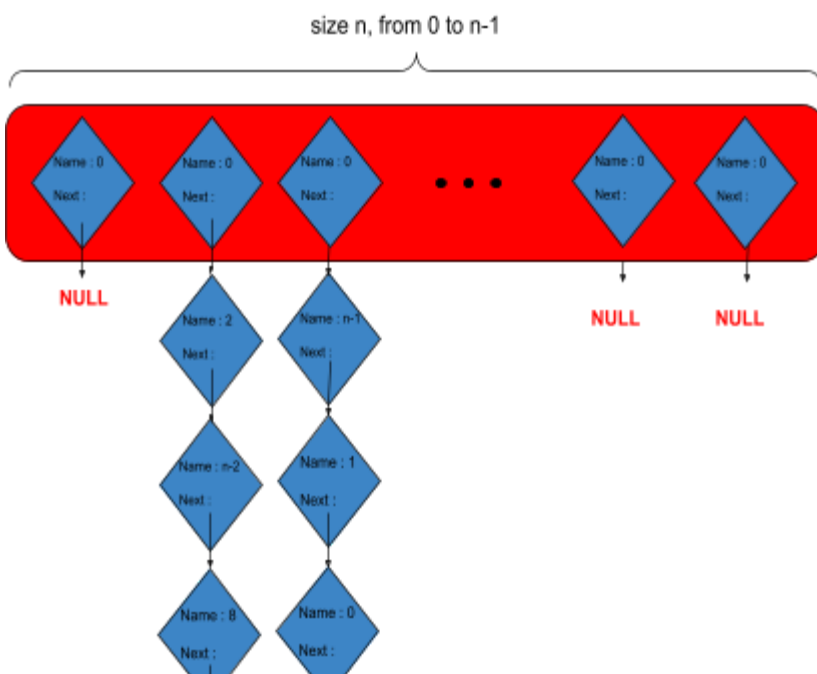 size n, from 0 to n-1
Name : 0
Next :
Name : 0
Next :
Name : 0
Next :
Name : 0
Next :
Name : 0
Next :
NULL
NULL
NULL
Name : 2
Next :
Name : n-1
Next :
Name : n-2
Next :
Name : 1
Next :
Name : 8
Next :
Name : 0
Next :